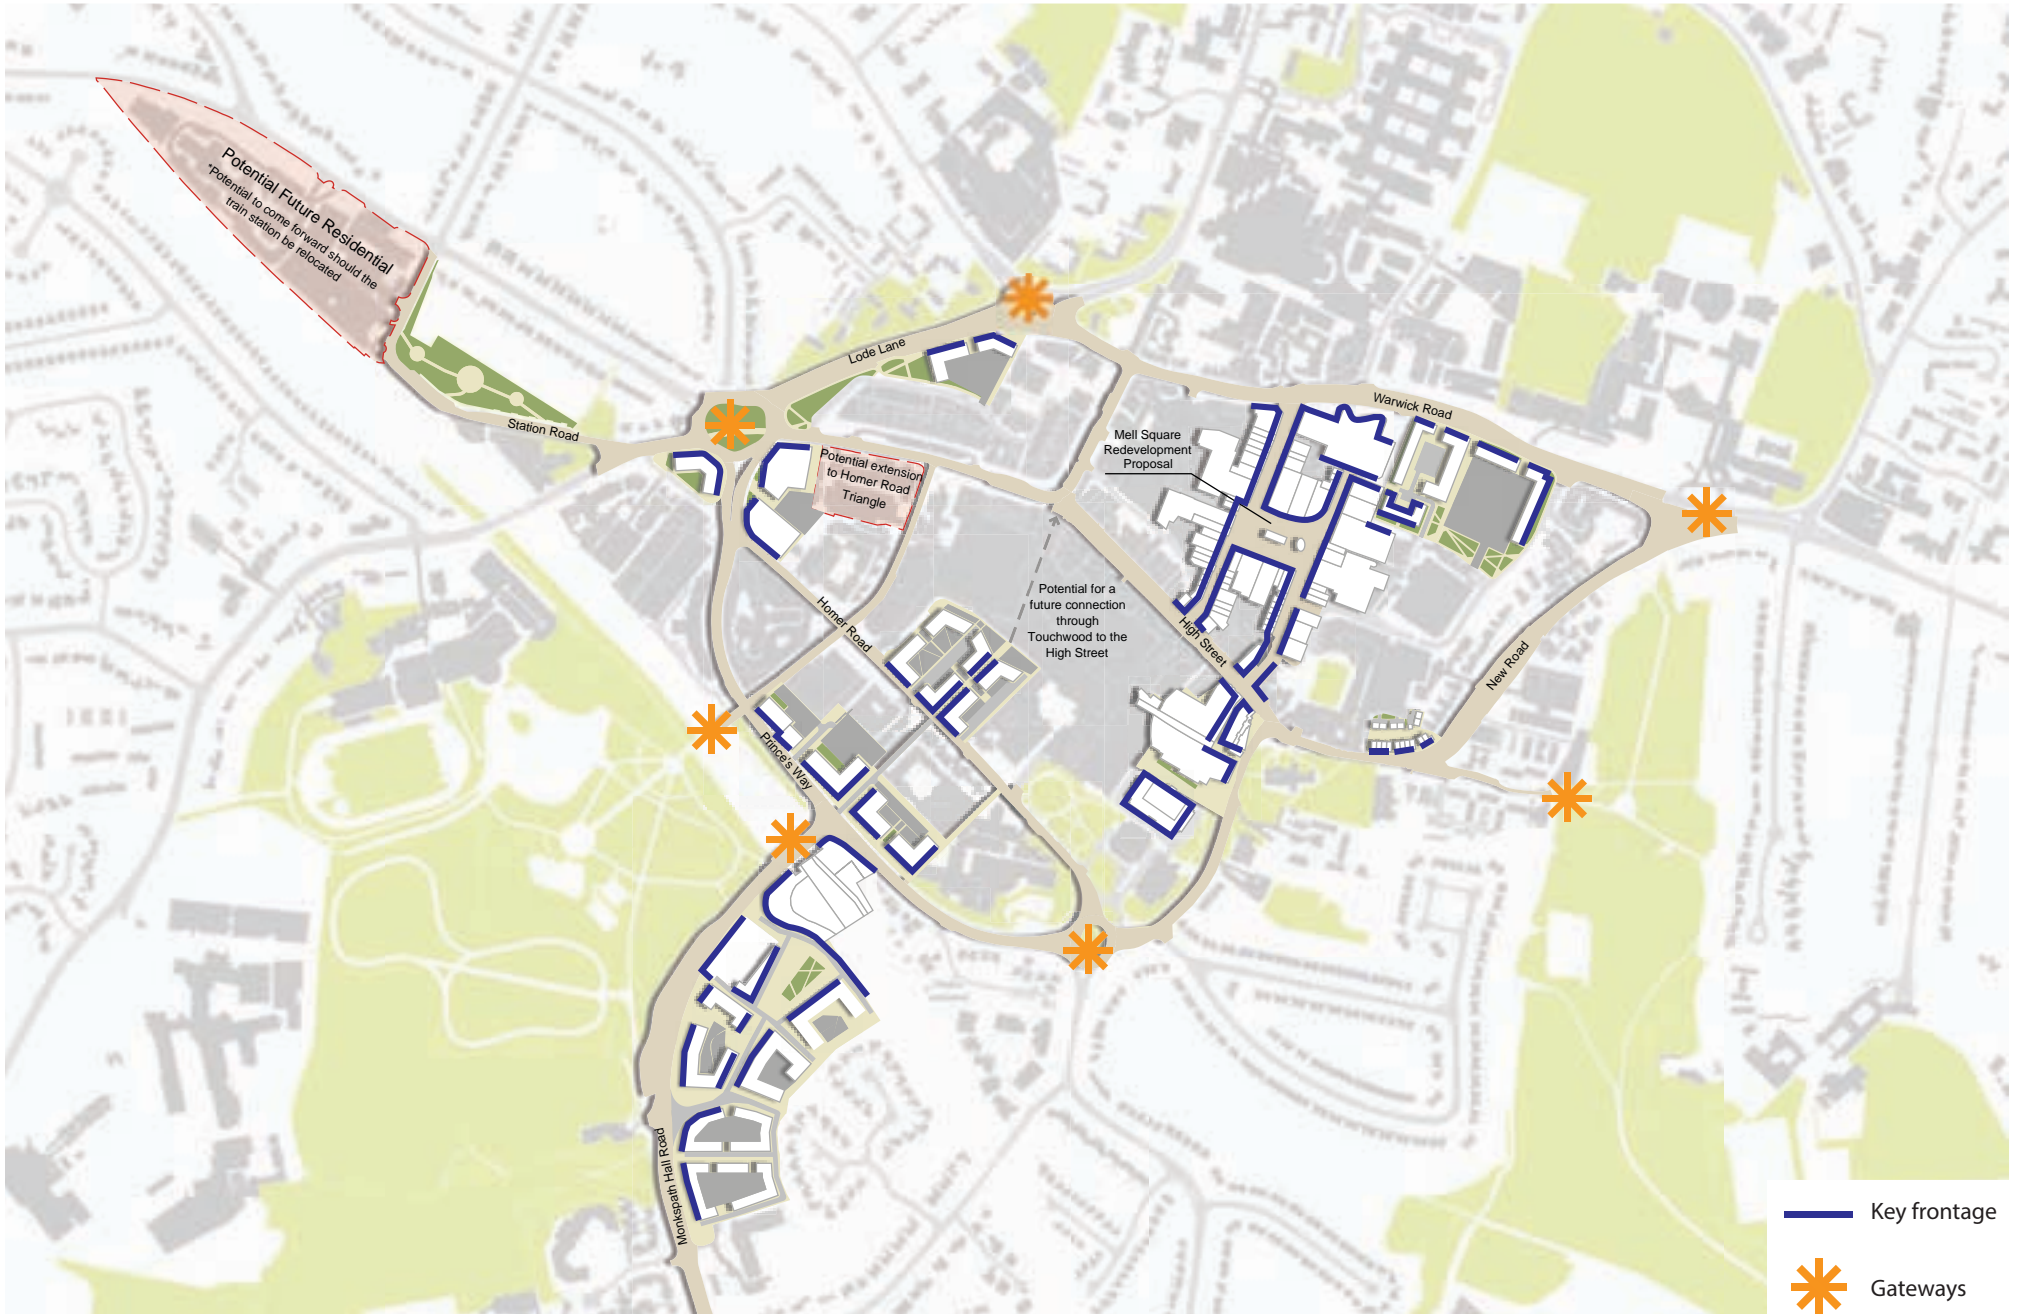 Potential Future Residential
*Potential to come forward should the
train station be relocated
Lode Lane
Station Road
Warwick Road
Mell Square
Redevelopment
Proposal
Potential extension
to Homer Road
Triangle
Potential for a
future connection
through
Touchwood to the
High Street
Homer Road
High Street
New Road
Prince's Way
Monkspath Hall Road
Key frontage
Gateways